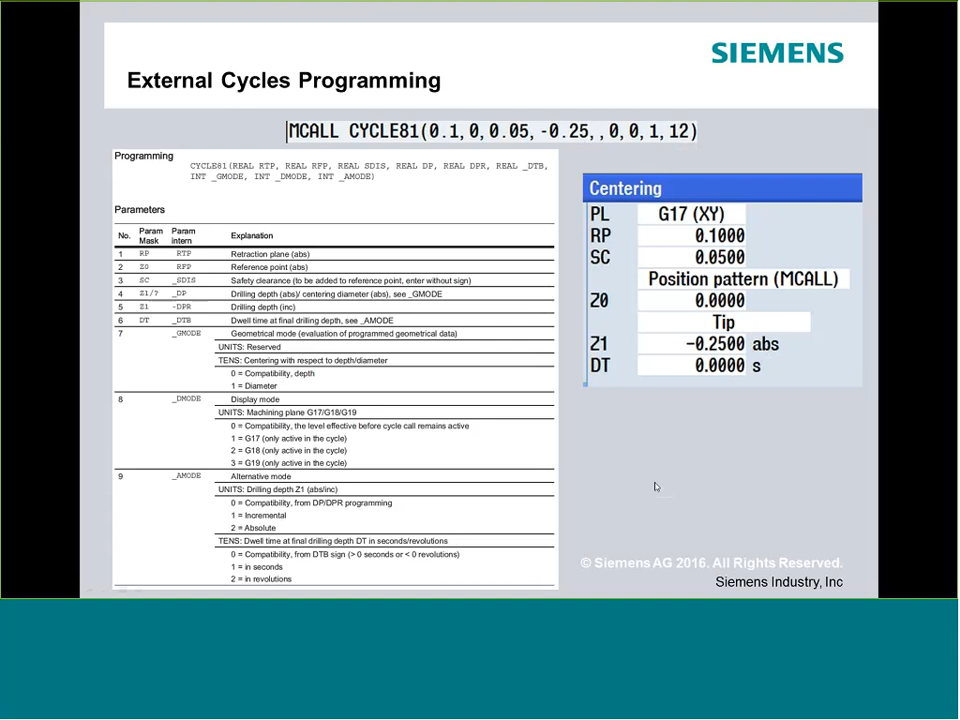 SIEMENS
External Cycles Programming
MCALL CYCLE81(0.1,0,0.05,-0.25,,0,0,1,12)
Programming
CYCLE81(REAL RTP, REAL RFP, REAL SDIS, REAL DP, REAL DPR, REAL _DTB,
INT _GMODE, INT _DMODE, INT _AMODE)
Parameters
No. Param Mask Param intern Explanation
1 RP RTP Retraction plane (abs)
2 Z0 RFP Reference point (abs)
3 SC _SDIS Safety clearance (to be added to reference point, enter without sign)
4 Z1/? _DP Drilling depth (abs)/ centering diameter (abs), see _GMODE
5 Z1 -DPR Drilling depth (inc)
6 DT _DTB Dwell time at final drilling depth, see _AMODE
7 _GMODE Geometrical mode (evaluation of programmed geometrical data)
UNITS: Reserved
TENS: Centering with respect to depth/diameter
0 = Compatibility, depth
1 = Diameter
8 _DMODE Display mode
UNITS: Machining plane G17/G18/G19
0 = Compatibility, the level effective before cycle call remains active
1 = G17 (only active in the cycle)
2 = G18 (only active in the cycle)
3 = G19 (only active in the cycle)
9 _AMODE Alternative mode
UNITS: Drilling depth Z1 (abs/inc)
0 = Compatibility, from DP/DPR programming
1 = Incremental
2 = Absolute
TENS: Dwell time at final drilling depth DT in seconds/revolutions
0 = Compatibility, from DTB sign (> 0 seconds or < 0 revolutions)
1 = in seconds
2 = in revolutions
Centering
PL G17 (XY)
RP 0.1000
SC 0.0500
Position pattern (MCALL)
Z0 0.0000
Tip
Z1 -0.2500 abs
DT 0.0000 s
© Siemens AG 2016. All Rights Reserved.
Siemens Industry, Inc